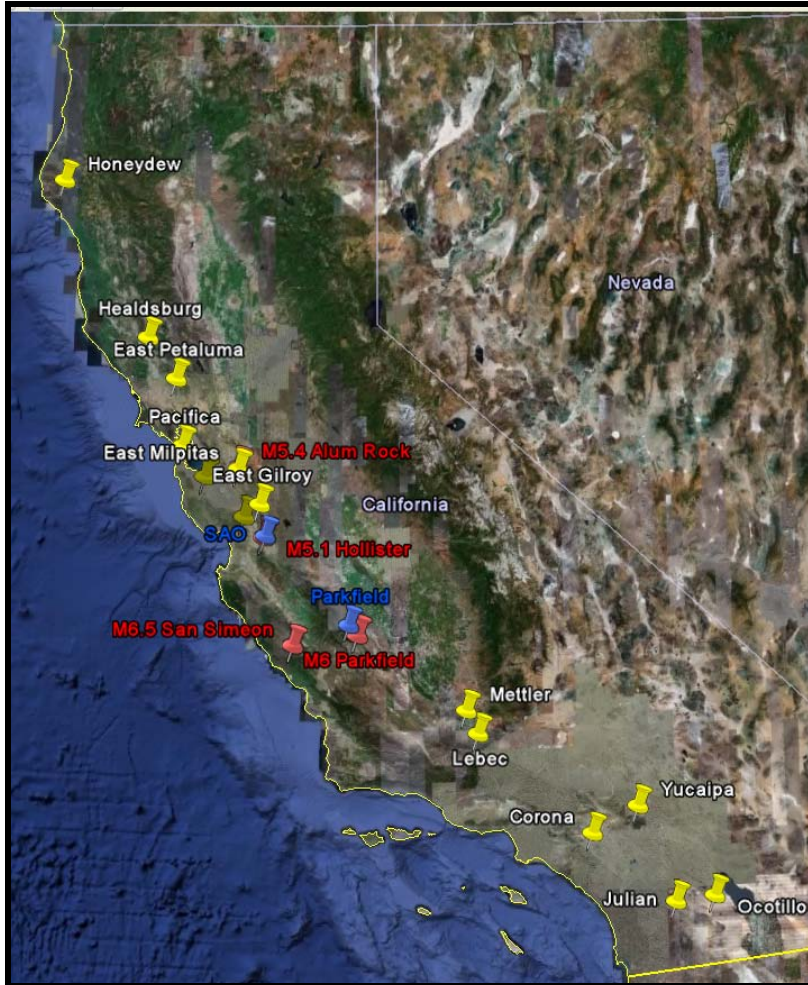 Honeydew
Nevada
Healdsburg
East Petaluma
Pacifica
East Milpitas
M5.4 Alum Rock
East Gilroy
California
SAO
M5.1 Hollister
Parkfield
M6.5 San Simeon
M6 Parkfield
Mettler
Lebec
Yucaipa
Corona
Julian
Ocotillo